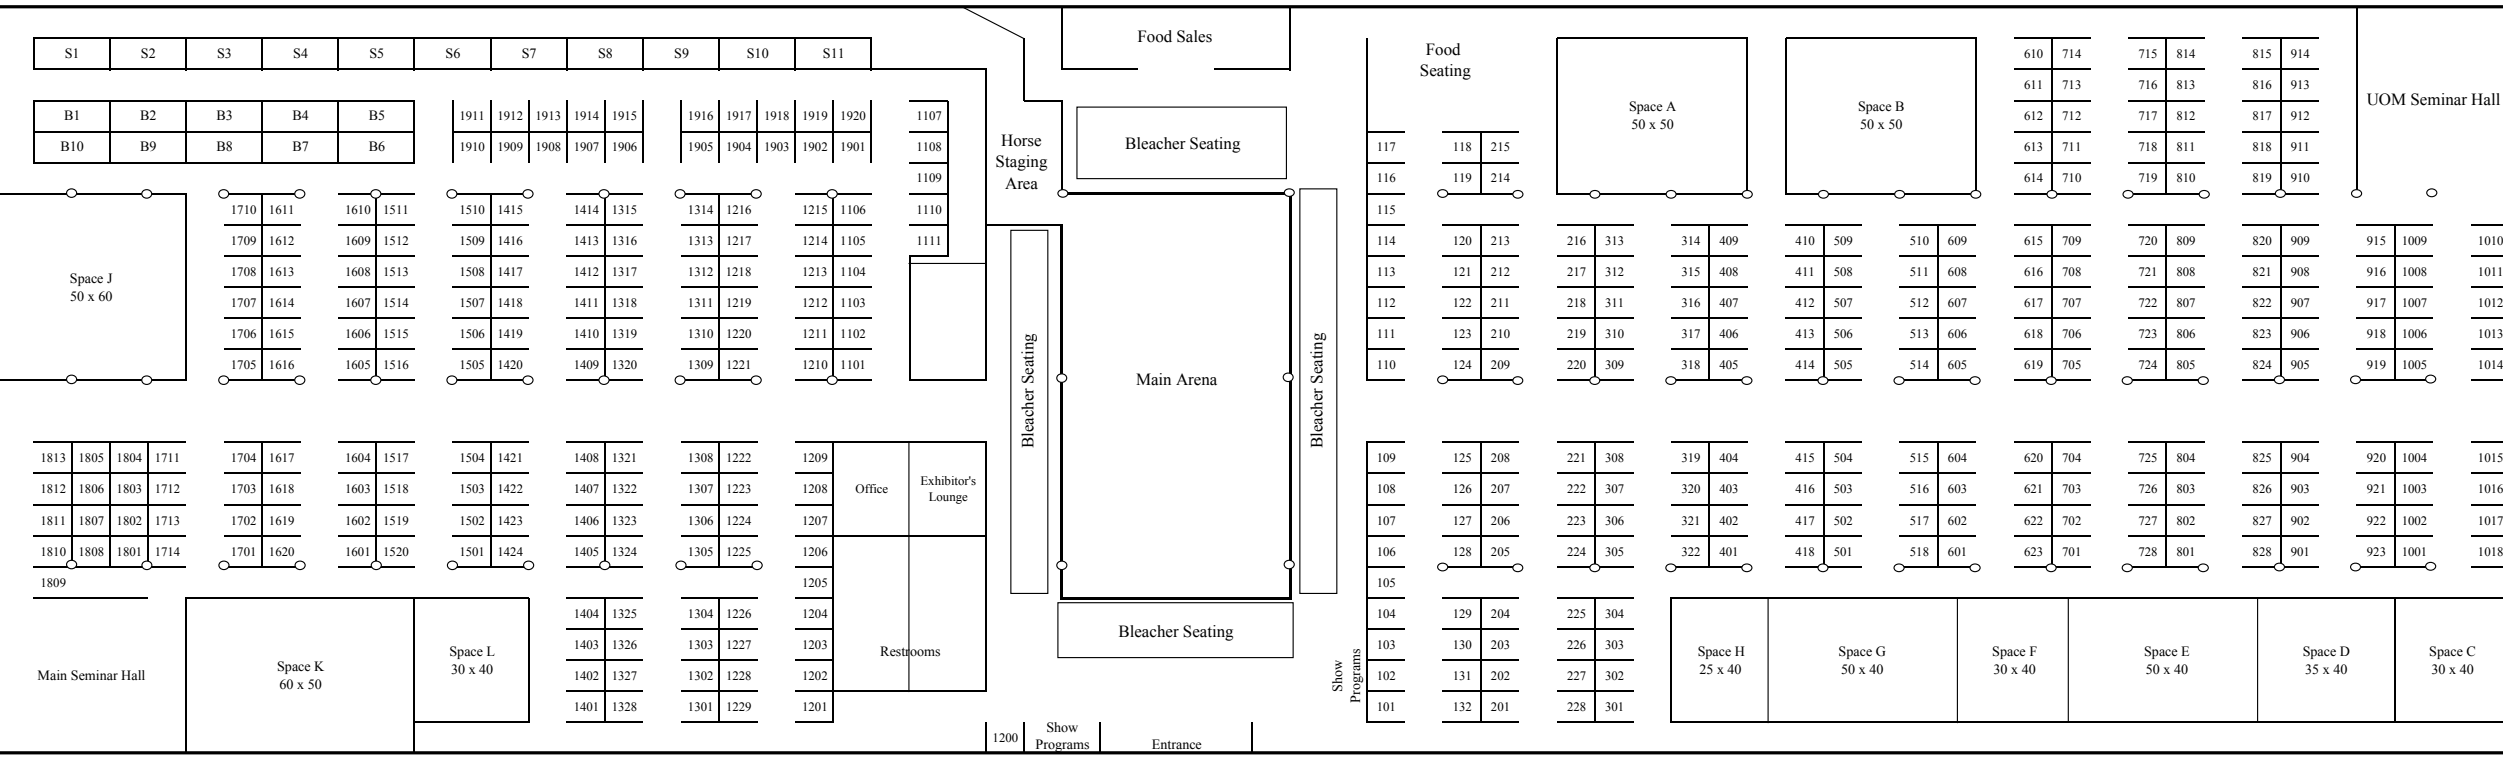 Food Sales
S1 S2 S3 S4 S5 S6 S7 S8 S9 S10 S11
Food
Seating
610 714 715 814 815 914
611 713 716 813 816 913
Space A
50 x 50
Space B
50 x 50
UOM Seminar Hall
B1 B2 B3 B4 B5 1911 1912 1913 1914 1915 1916 1917 1918 1919 1920 1107
612 712 717 812 817 912
B10 B9 B8 B7 B6 1910 1909 1908 1907 1906 1905 1904 1903 1902 1901 1108
Horse
Staging
Area
Bleacher Seating
117 118 215 613 711 718 811 818 911
1109 116 119 214 614 710 719 810 819 910
1710 1611 1610 1511 1510 1415 1414 1315 1314 1216 1215 1106 1110 115
1709 1612 1609 1512 1509 1416 1413 1316 1313 1217 1214 1105 1111 114 120 213 216 313 314 409 410 509 510 609 615 709 720 809 820 909 915 1009 1010
Space J
50 x 60
1708 1613 1608 1513 1508 1417 1412 1317 1312 1218 1213 1104 113 121 212 217 312 315 408 411 508 511 608 616 708 721 808 821 908 916 1008 1011
1707 1614 1607 1514 1507 1418 1411 1318 1311 1219 1212 1103 112 122 211 218 311 316 407 412 507 512 607 617 707 722 807 822 907 917 1007 1012
1706 1615 1606 1515 1506 1419 1410 1319 1310 1220 1211 1102 111 123 210 219 310 317 406 413 506 513 606 618 706 723 806 823 906 918 1006 1013
1705 1616 1605 1516 1505 1420 1409 1320 1309 1221 1210 1101 110 124 209 220 309 318 405 414 505 514 605 619 705 724 805 824 905 919 1005 1014
Bleacher Seating
Main Arena
Bleacher Seating
1813 1805 1804 1711 1704 1617 1604 1517 1504 1421 1408 1321 1308 1222 1209 109 125 208 221 308 319 404 415 504 515 604 620 704 725 804 825 904 920 1004 1015
1812 1806 1803 1712 1703 1618 1603 1518 1503 1422 1407 1322 1307 1223 1208 Office
Exhibitor's
Lounge
108 126 207 222 307 320 403 416 503 516 603 621 703 726 803 826 903 921 1003 1016
1811 1807 1802 1713 1702 1619 1602 1519 1502 1423 1406 1323 1306 1224 1207 107 127 206 223 306 321 402 417 502 517 602 622 702 727 802 827 902 922 1002 1017
1810 1808 1801 1714 1701 1620 1601 1520 1501 1424 1405 1324 1305 1225 1206 106 128 205 224 305 322 401 418 501 518 601 623 701 728 801 828 901 923 1001 1018
1809 1205 105
1404 1325 1304 1226 1204 104 129 204 225 304
Bleacher Seating
1403 1326 1303 1227 1203 Restrooms 103 130 203 226 303
1402 1327 1302 1228 1202 102 131 202 227 302
1401 1328 1301 1229 1201 101 132 201 228 301
Main Seminar Hall
Space K
60 x 50
Space L
30 x 40
Show
Programs
Space H
25 x 40
Space G
50 x 40
Space F
30 x 40
Space E
50 x 40
Space D
35 x 40
Space C
30 x 40
1200
Show
Programs
Entrance